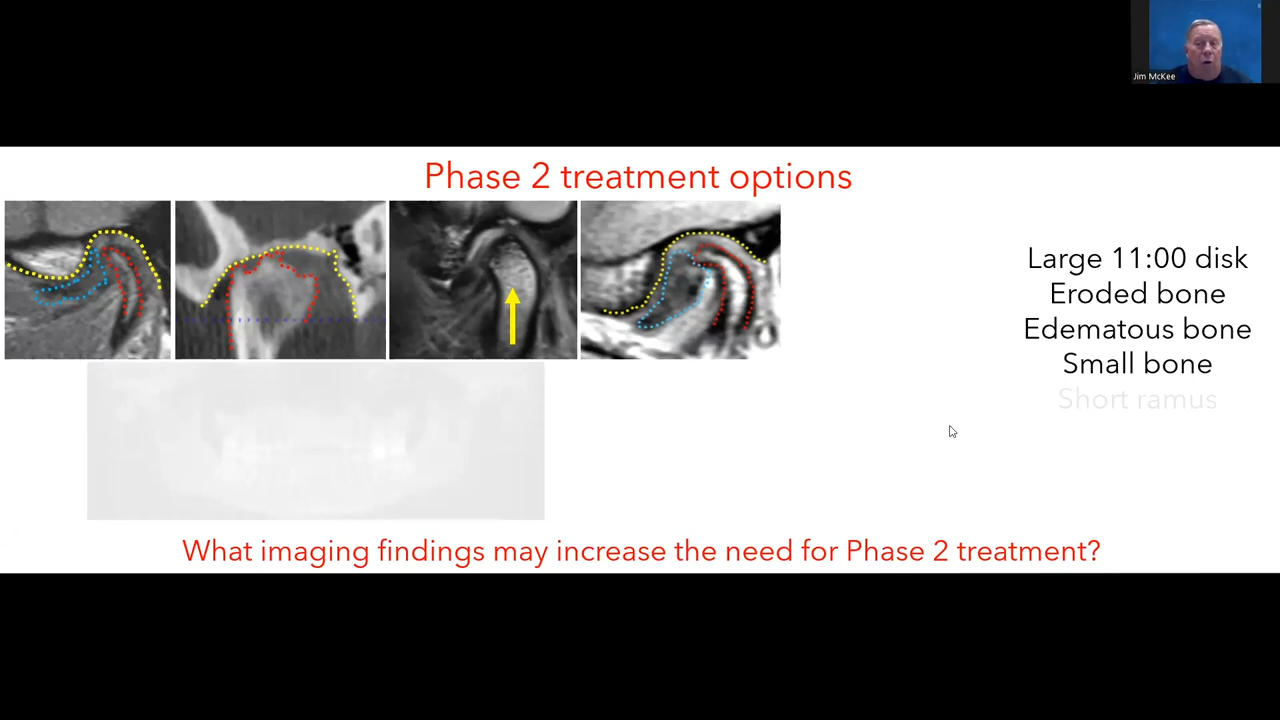 Jim McKee
Phase 2 treatment options
Large 11:00 disk
Eroded bone
Edematous bone
Small bone
Short ramus
What imaging findings may increase the need for Phase 2 treatment?